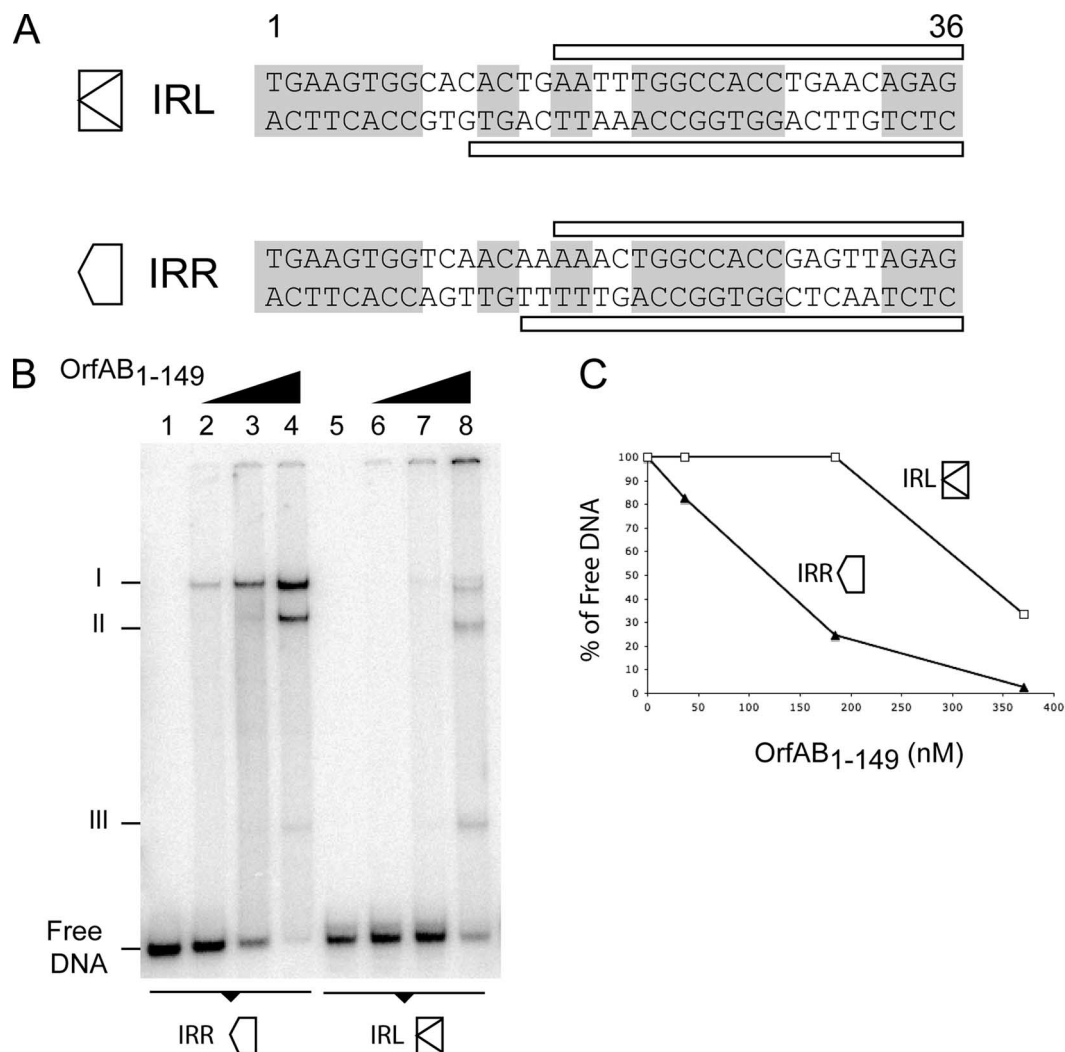 A
1 36
IRL
TGAAGTGGCACACTGAATTTGGCCACCTGAACAGAG
ACTTCACCGTGTGACTTAAACCGGTGGACTTGTCTC
IRR
TGAAGTGGTCAACAAAAACTGGCCACCGAGTTAGAG
ACTTCACCAGTTGTTTTTGACCGGTGGCTCAATCTC
B
OrfAB1-149
1 2 3 4 5 6 7 8
I
II
III
Free
DNA
IRR IRL
C
% of Free DNA
100
90
80
70
60
50
40
30
20
10
0
IRL
IRR
0 50 100 150 200 250 300 350 400
OrfAB1-149 (nM)